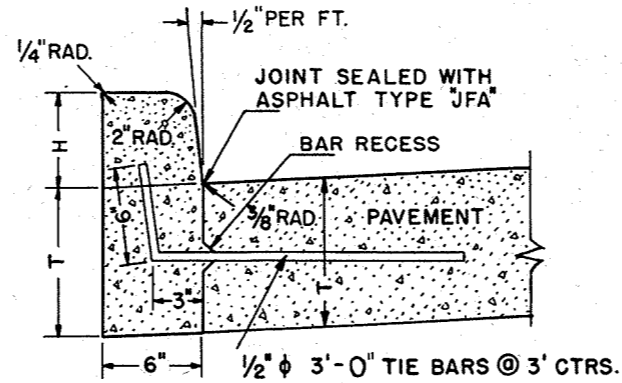 1/2" PER FT.
1/4" RAD.
JOINT SEALED WITH
ASPHALT TYPE "JFA"
2" RAD.
BAR RECESS
H
3/8" RAD.
PAVEMENT
6"
T
T
3"
6"
1/2" ϕ 3'-0" TIE BARS @ 3' CTRS.